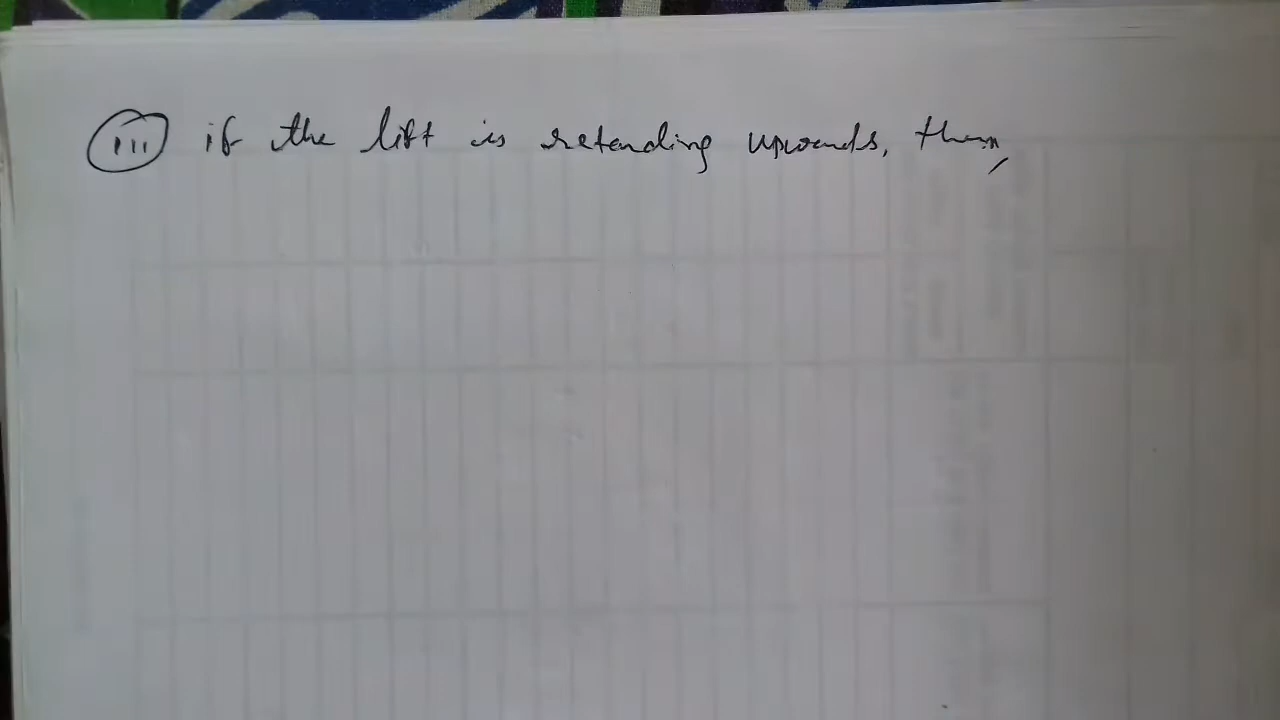 (iii) if the lift is retarding upwards, then,